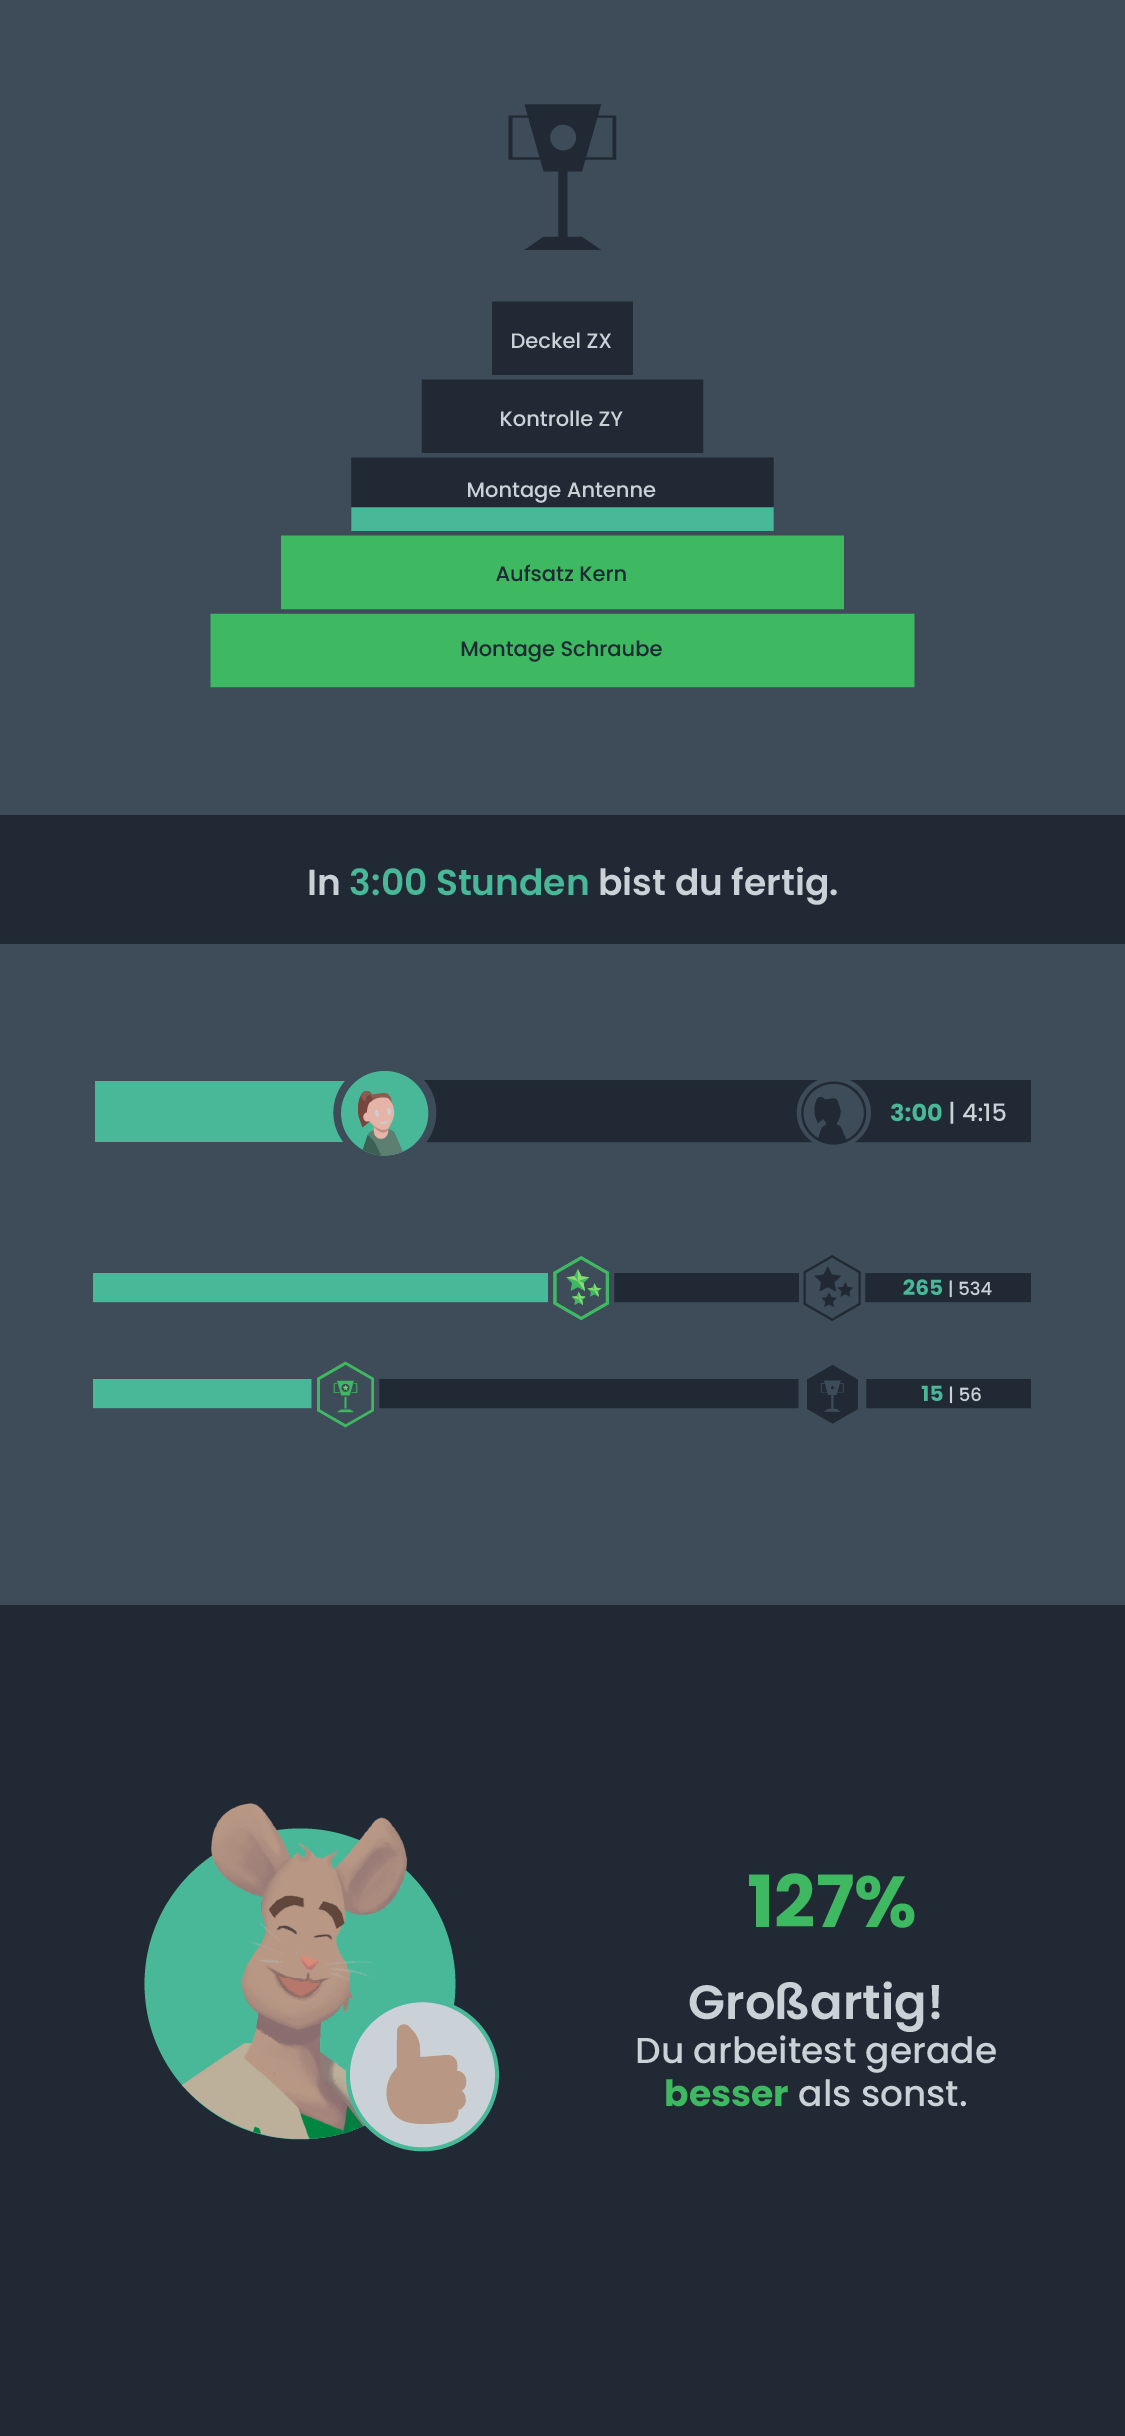 Deckel ZX
Kontrolle ZY
Montage Antenne
Aufsatz Kern
Montage Schraube
In 3:00 Stunden bist du fertig.
3:00 | 4:15
265 | 534
15 | 56
127%
Großartig!
Du arbeitest gerade
besser als sonst.